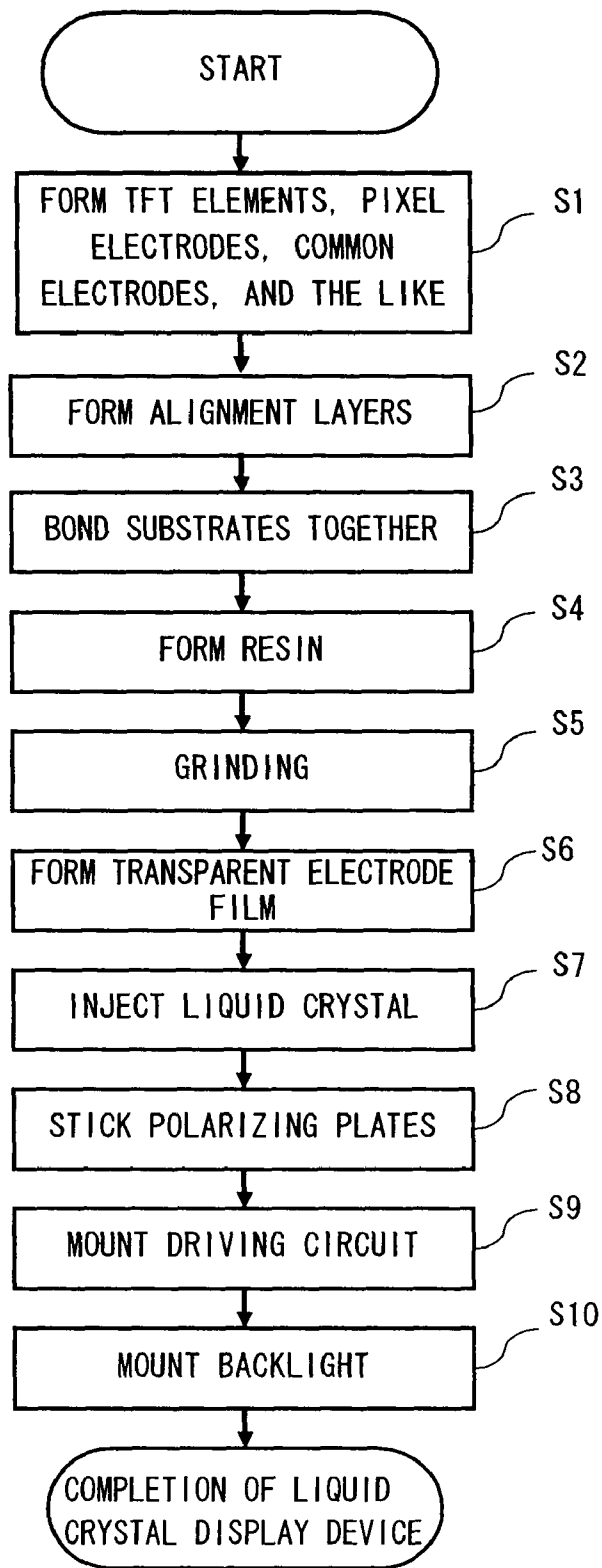 START
FORM TFT ELEMENTS, PIXEL
ELECTRODES, COMMON
ELECTRODES, AND THE LIKE
S1
FORM ALIGNMENT LAYERS
S2
BOND SUBSTRATES TOGETHER
S3
FORM RESIN
S4
GRINDING
S5
FORM TRANSPARENT ELECTRODE
FILM
S6
INJECT LIQUID CRYSTAL
S7
STICK POLARIZING PLATES
S8
MOUNT DRIVING CIRCUIT
S9
MOUNT BACKLIGHT
S10
COMPLETION OF LIQUID
CRYSTAL DISPLAY DEVICE